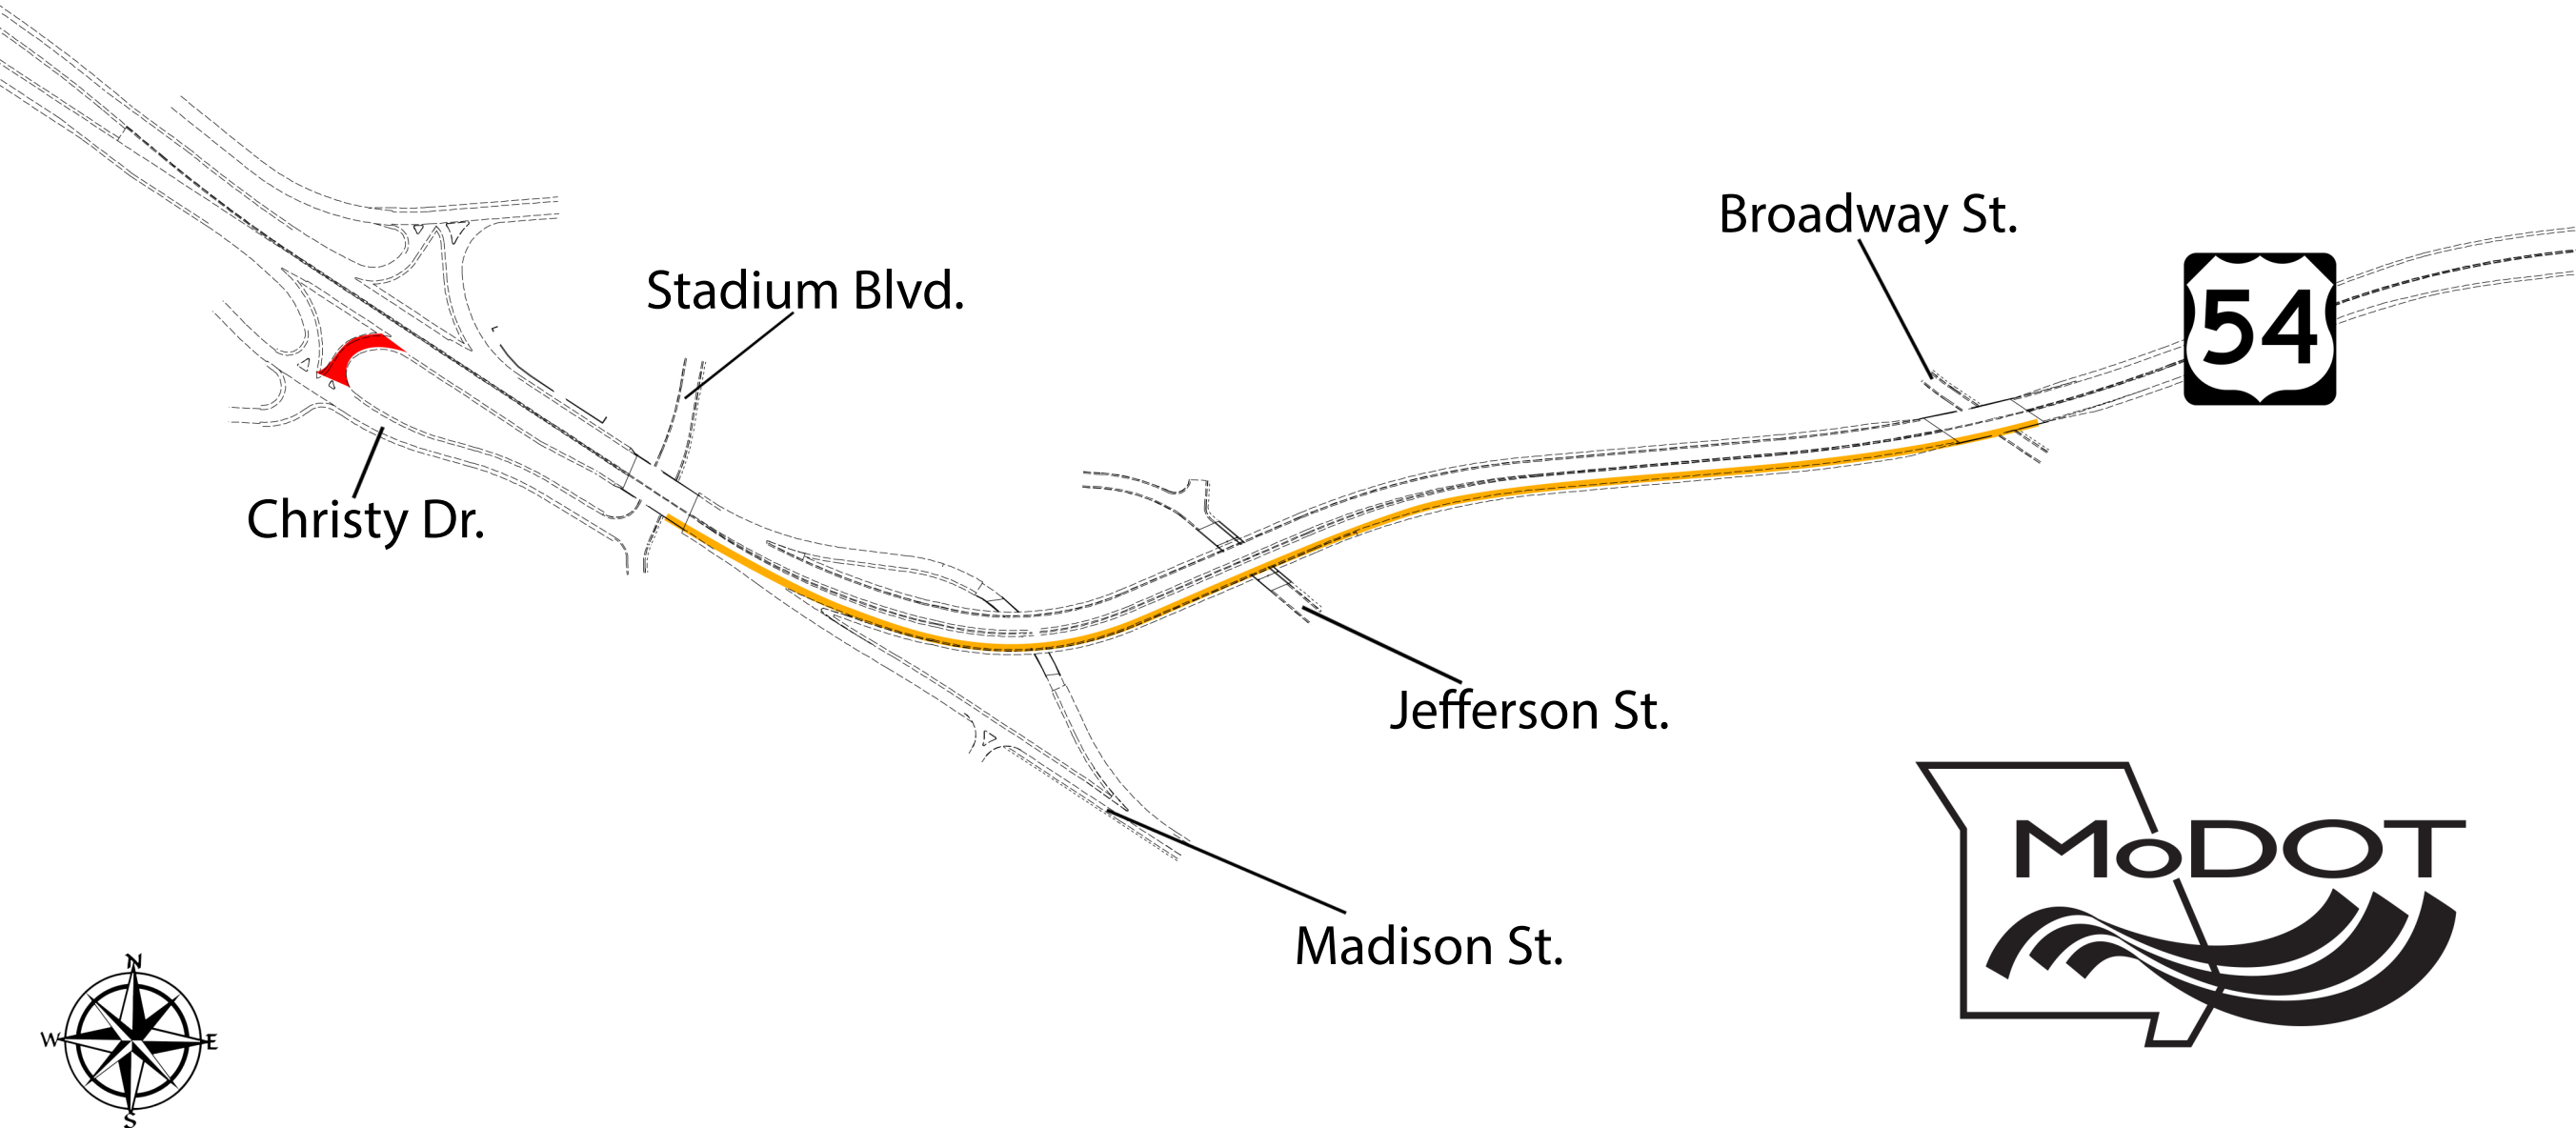 Broadway St.
54
Stadium Blvd.
Christy Dr.
Jefferson St.
MoDOT
Madison St.
N
W
E
S